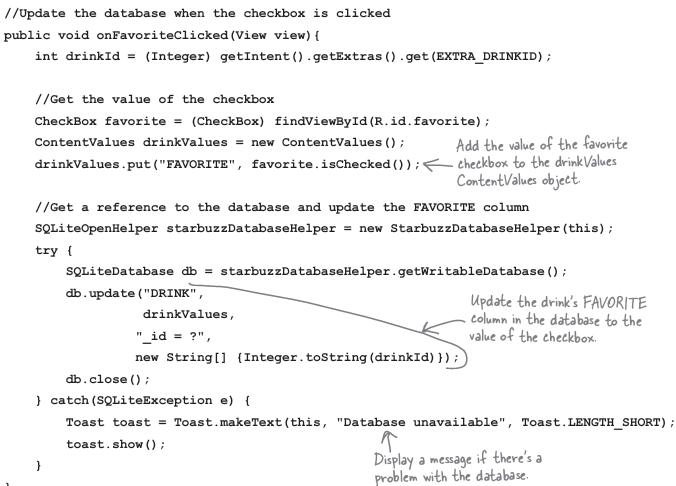 //Update the database when the checkbox is clicked
public void onFavoriteClicked(View view){
int drinkId = (Integer) getIntent().getExtras().get(EXTRA_DRINKID);
//Get the value of the checkbox
CheckBox favorite = (CheckBox) findViewById(R.id.favorite);
ContentValues drinkValues = new ContentValues();
drinkValues.put("FAVORITE", favorite.isChecked());
Add the value of the favorite
checkbox to the drinkValues
ContentValues object.
//Get a reference to the database and update the FAVORITE column
SQLiteOpenHelper starbuzzDatabaseHelper = new StarbuzzDatabaseHelper(this);
try {
SQLiteDatabase db = starbuzzDatabaseHelper.getWritableDatabase();
db.update("DRINK",
drinkValues,
"_id = ?",
new String[] {Integer.toString(drinkId)});
Update the drink's FAVORITE
column in the database to the
value of the checkbox.
db.close();
} catch(SQLiteException e) {
Toast toast = Toast.makeText(this, "Database unavailable", Toast.LENGTH_SHORT);
toast.show();
Display a message if there's a
problem with the database.
}